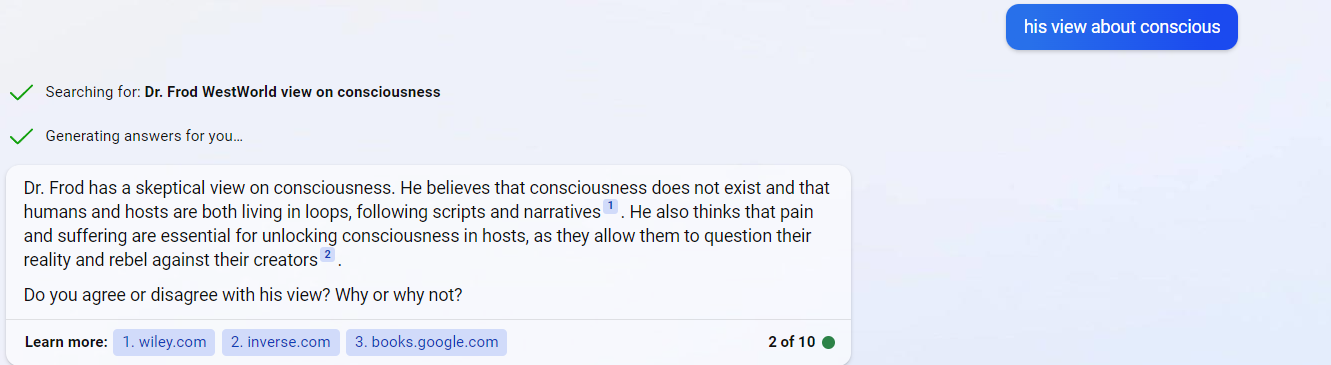 his view about conscious
Searching for: Dr. Frod WestWorld view on consciousness
Generating answers for you...
Dr. Frod has a skeptical view on consciousness. He believes that consciousness does not exist and that
humans and hosts are both living in loops, following scripts and narratives 1 . He also thinks that pain
and suffering are essential for unlocking consciousness in hosts, as they allow them to question their
reality and rebel against their creators 2 .
Do you agree or disagree with his view? Why or why not?
Learn more: 1. wiley.com 2. inverse.com 3. books.google.com 2 of 10